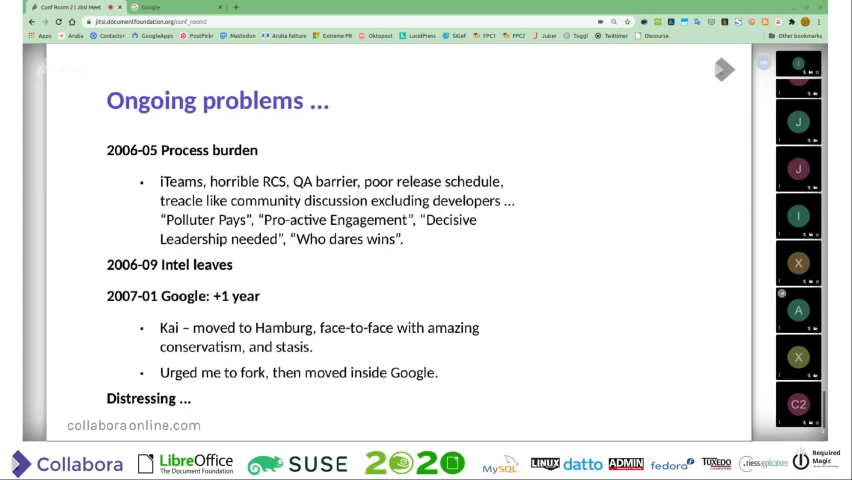 Conf Room 2 | Jitsi Meet
Google
jitsi.documentfoundation.org/conf_room2
Apps Aruba Contacts+ GoogleApps PostPickr Mastodon Aruba Fatture Extreme PR Oktopost LucidPress SIGeF FPC1 FPC2 Juicer Toggl Twittimer Discourse Other bookmarks
Ongoing problems ...
2006-05 Process burden
• iTeams, horrible RCS, QA barrier, poor release schedule,
treacle like community discussion excluding developers ...
“Polluter Pays”, “Pro-active Engagement”, “Decisive
Leadership needed”, “Who dares wins”.
2006-09 Intel leaves
2007-01 Google: +1 year
• Kai – moved to Hamburg, face-to-face with amazing
conservatism, and stasis.
• Urged me to fork, then moved inside Google.
Distressing ...
collaboraonline.com
I
J
J
I
X
A
X
C2
Collabora
LibreOffice
The Document Foundation
SUSE
2020
MySQL
LINUX
datto
ADMIN
fedora
TUXEDO
riessapplications
Required
Magic